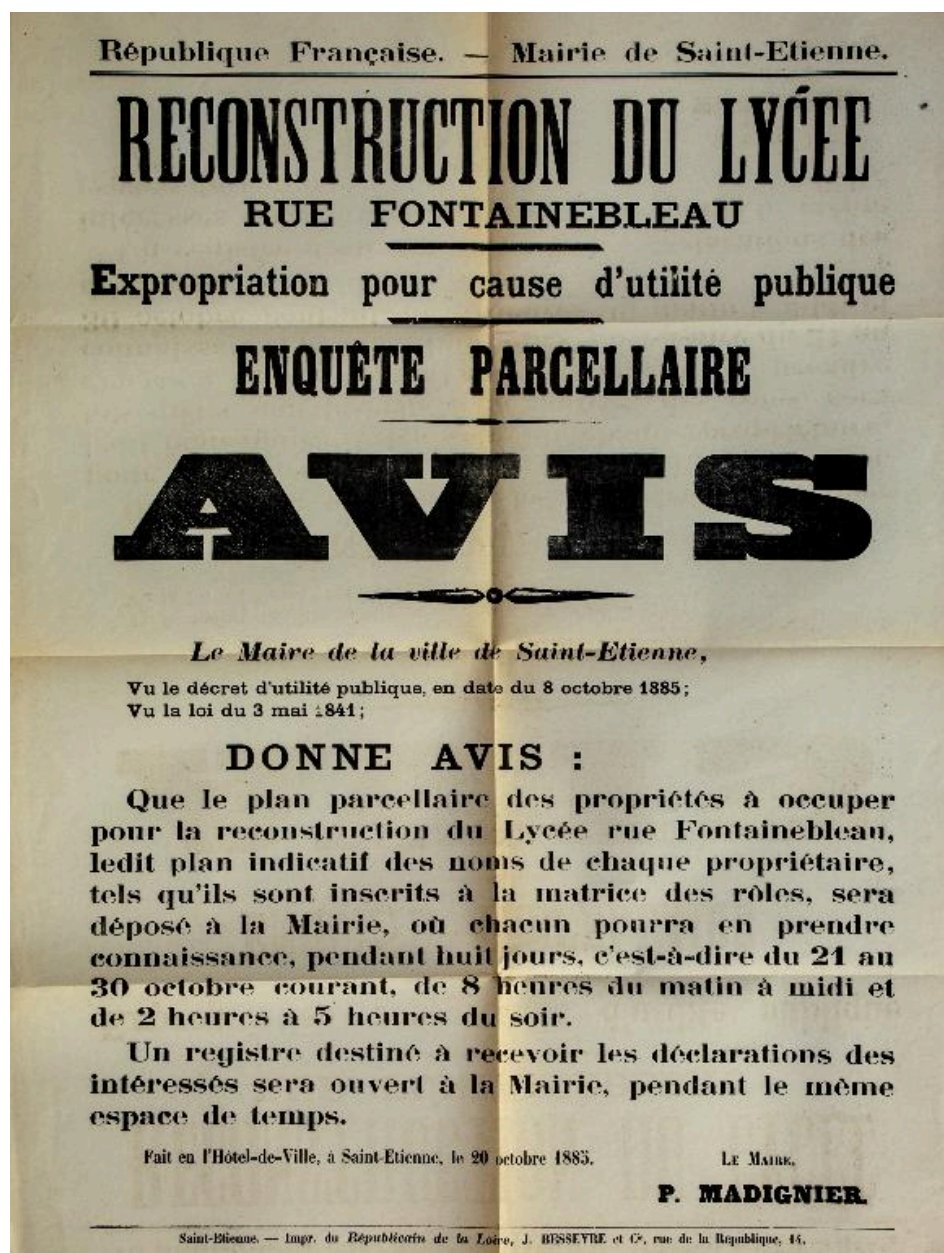 République Française. — Mairie de Saint-Etienne.
RECONSTRUCTION DU LYCÉE
RUE FONTAINEBLEAU
Expropriation pour cause d'utilité publique
ENQUÊTE PARCELLAIRE
AVIS
Le Maire de la ville de Saint-Etienne,
Vu le décret d'utilité publique, en date du 8 octobre 1885;
Vu la loi du 3 mai 1841;
DONNE AVIS :
Que le plan parcellaire des propriétés à occuper
pour la reconstruction du Lycée rue Fontainebleau,
ledit plan indicatif des noms de chaque propriétaire,
tels qu'ils sont inscrits à la matrice des rôles, sera
déposé à la Mairie, où chacun pourra en prendre
connaissance, pendant huit jours, c'est-à-dire du 21 au
30 octobre courant, de 8 heures du matin à midi et
de 2 heures à 5 heures du soir.
Un registre destiné à recevoir les déclarations des
intéressés sera ouvert à la Mairie, pendant le même
espace de temps.
Fait en l'Hôtel-de-Ville, à Saint-Etienne, le 20 octobre 1885.
LE MAIRE,
P. MADIGNIER.
Saint-Etienne. — Impr. du Républicain de la Loire, J. BESSEYRE et Cie, rue de la République, 14.